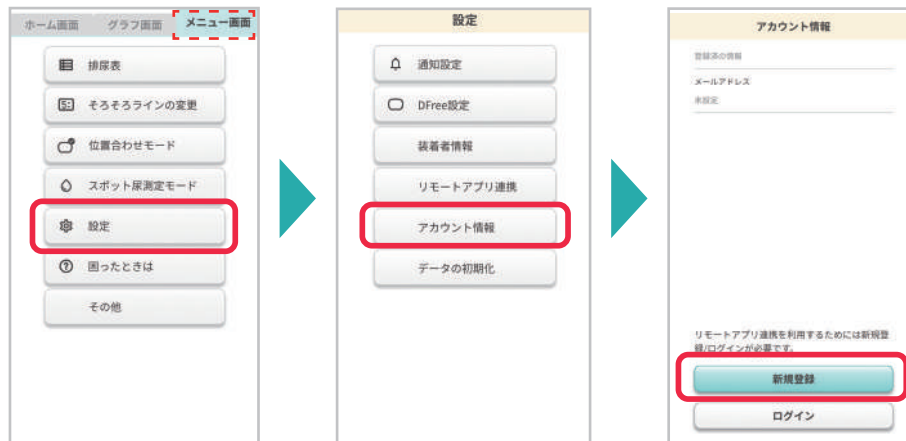 ホーム画面 グラフ画面 メニュー画面
排尿表
そろそろラインの変更
位置合わせモード
スポット尿測定モード
設定
困ったときは
その他
設定
通知設定
DFree設定
装着者情報
リモートアプリ連携
アカウント情報
データの初期化
アカウント情報
登録済の情報
メールアドレス
未設定
リモートアプリ連携を利用するためには新規登
録/ログインが必要です。
新規登録
ログイン